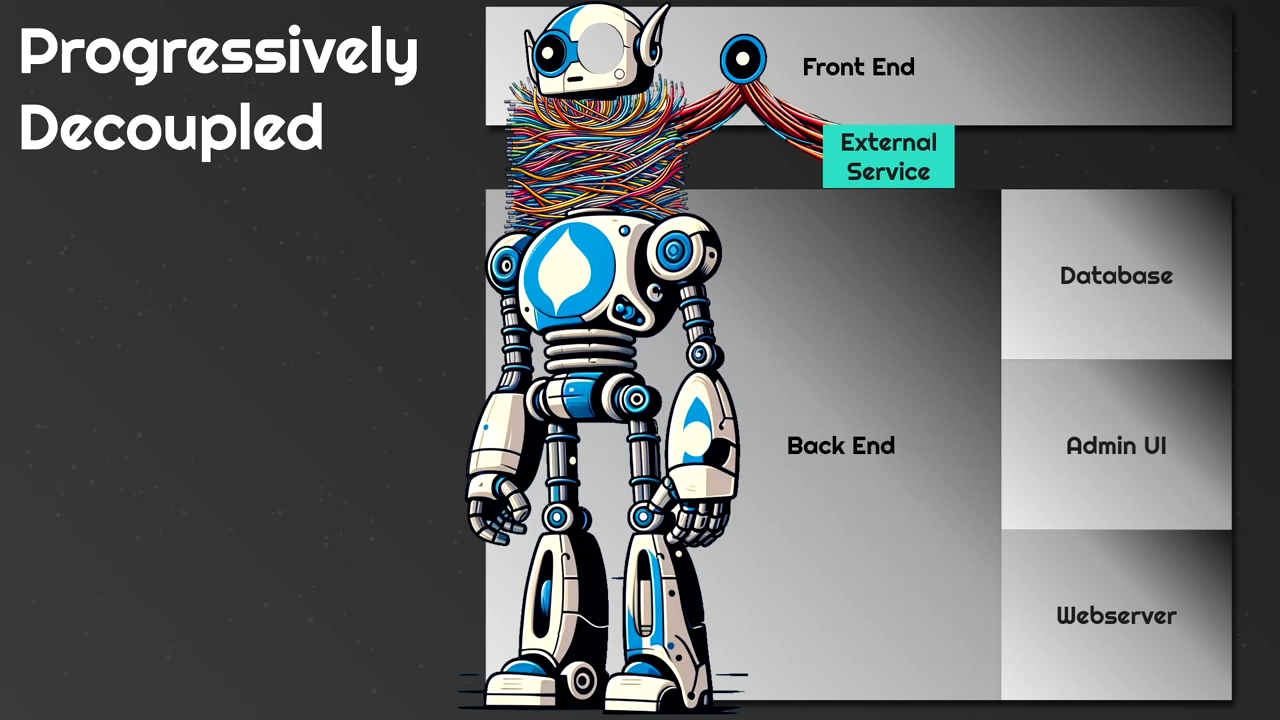 Progressively
Decoupled
Front End
External
Service
Back End
Database
Admin UI
Webserver